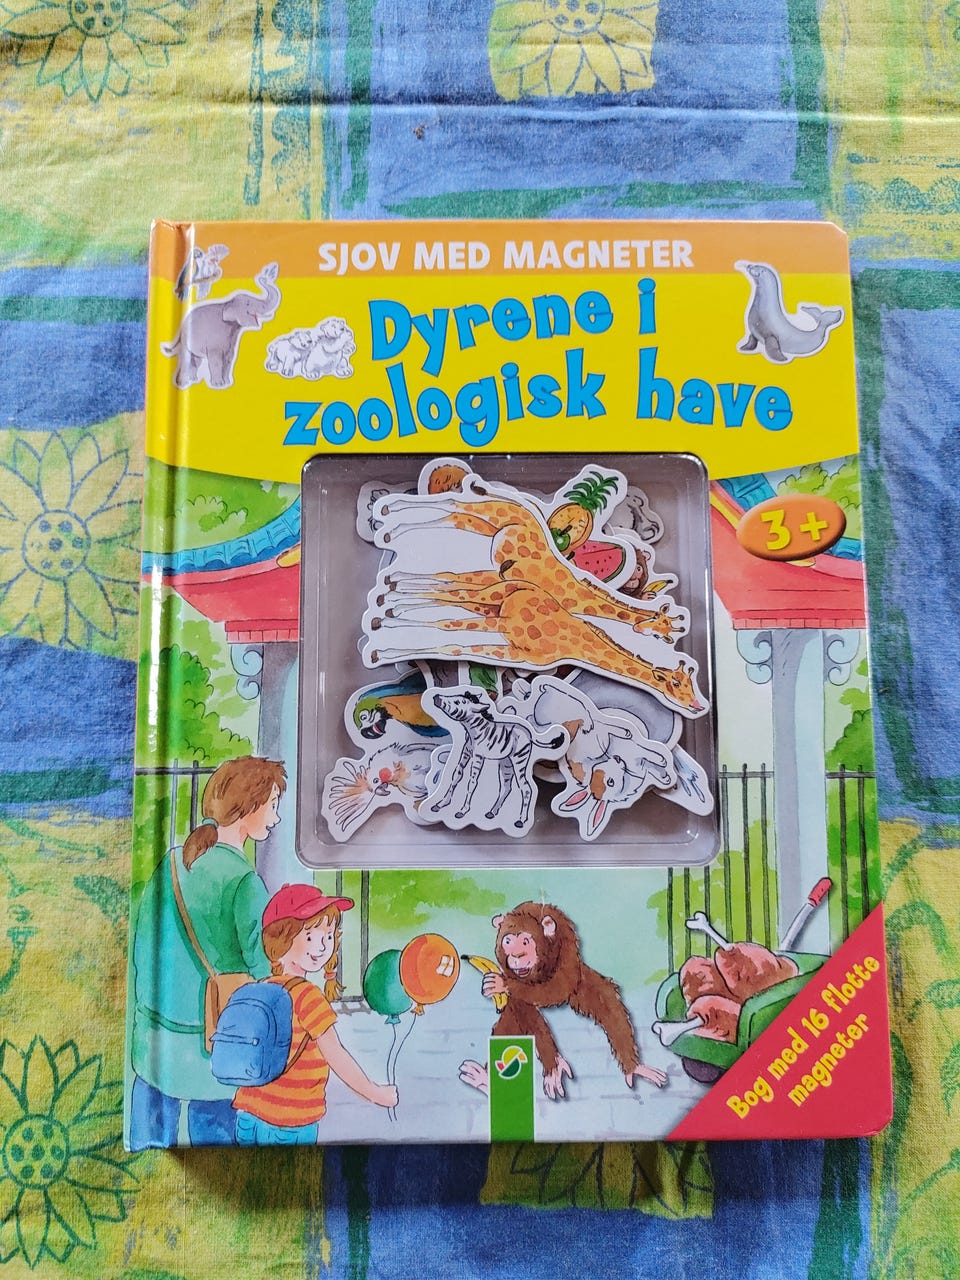 SJOV MED MAGNETER
Dyrene i
zoologisk have
3+
Bog med 16 flotte
magneter